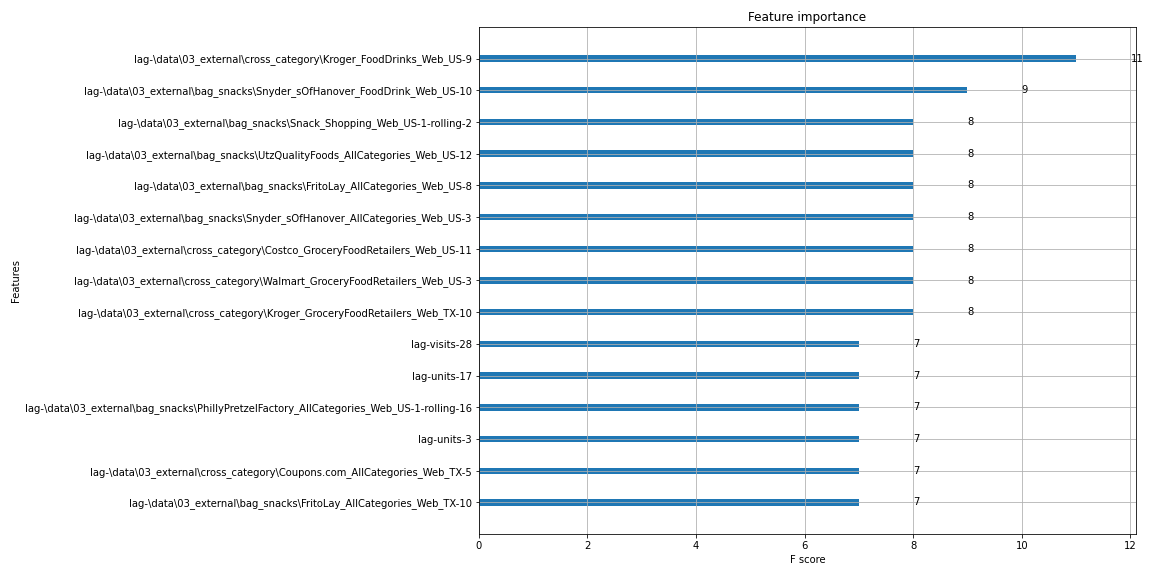 Feature importance
lag-\data\03_external\cross_category\Kroger_FoodDrinks_Web_US-9
11
lag-\data\03_external\bag_snacks\Snyder_sOfHanover_FoodDrink_Web_US-10
9
lag-\data\03_external\bag_snacks\Snack_Shopping_Web_US-1-rolling-2
8
lag-\data\03_external\bag_snacks\UtzQualityFoods_AllCategories_Web_US-12
8
lag-\data\03_external\bag_snacks\FritoLay_AllCategories_Web_US-8
8
lag-\data\03_external\bag_snacks\Snyder_sOfHanover_AllCategories_Web_US-3
8
lag-\data\03_external\cross_category\Costco_GroceryFoodRetailers_Web_US-11
8
lag-\data\03_external\cross_category\Walmart_GroceryFoodRetailers_Web_US-3
8
lag-\data\03_external\cross_category\Kroger_GroceryFoodRetailers_Web_TX-10
8
lag-visits-28
7
lag-units-17
7
lag-\data\03_external\bag_snacks\PhillyPretzelFactory_AllCategories_Web_US-1-rolling-16
7
lag-units-3
7
lag-\data\03_external\cross_category\Coupons.com_AllCategories_Web_TX-5
7
lag-\data\03_external\bag_snacks\FritoLay_AllCategories_Web_TX-10
7
Features
0 2 4 6 8 10 12
F score